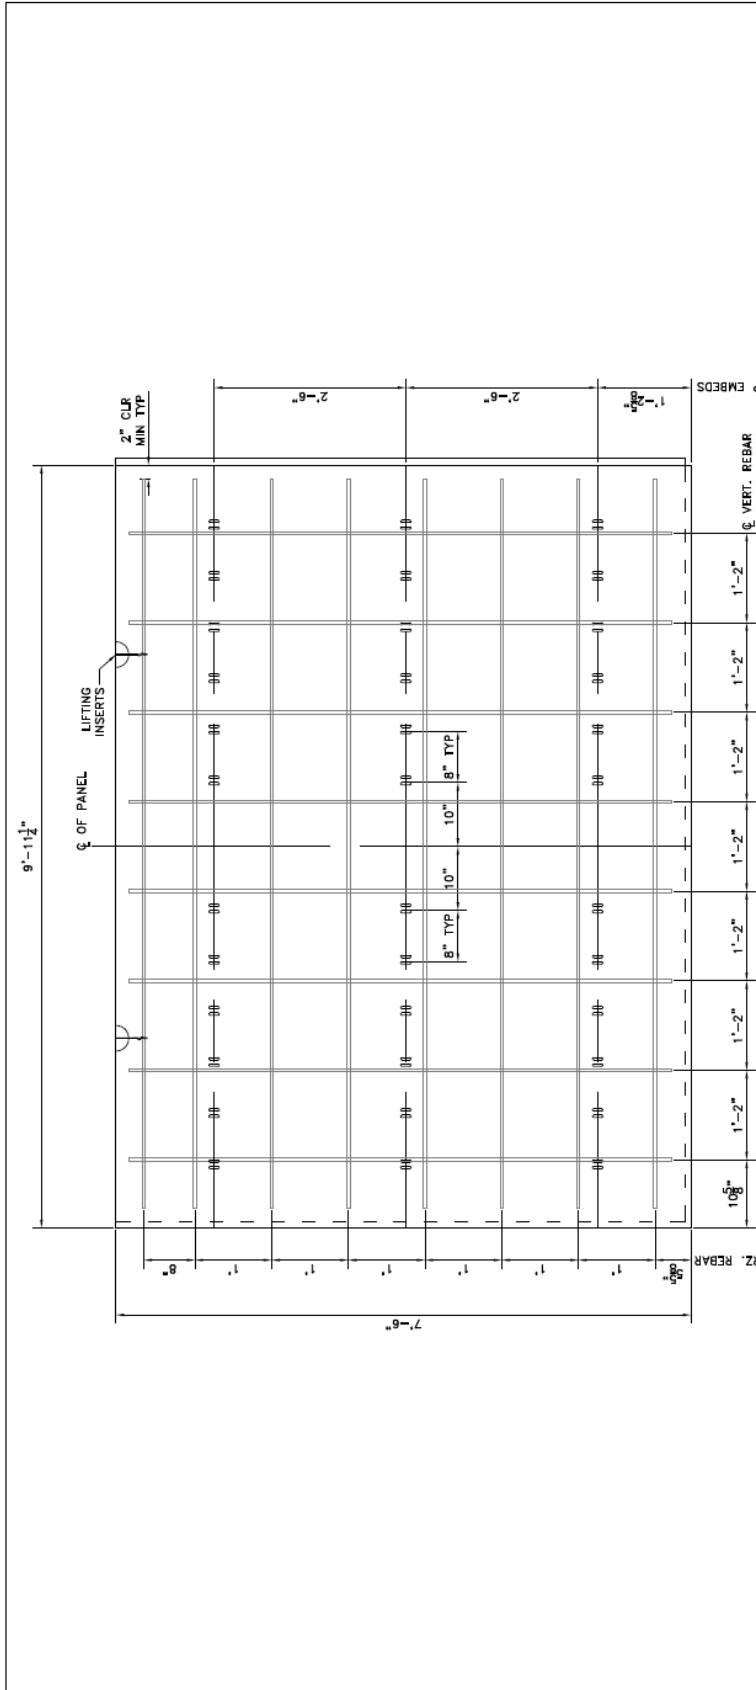 2" CLR
MIN TYP
2'-6"
2'-6"
EMBEDS
LIFTING
INSERTS
℄ OF PANEL
9'-11¼"
℄ VERT. REBAR
8" TYP
10"
10"
8" TYP
1'-2"
1'-2"
1'-2"
1'-2"
1'-2"
1'-2"
1'-2"
10⅝"
8"
1'
1'
1'
1'
1'
1'
RZ. REBAR
7'-6"